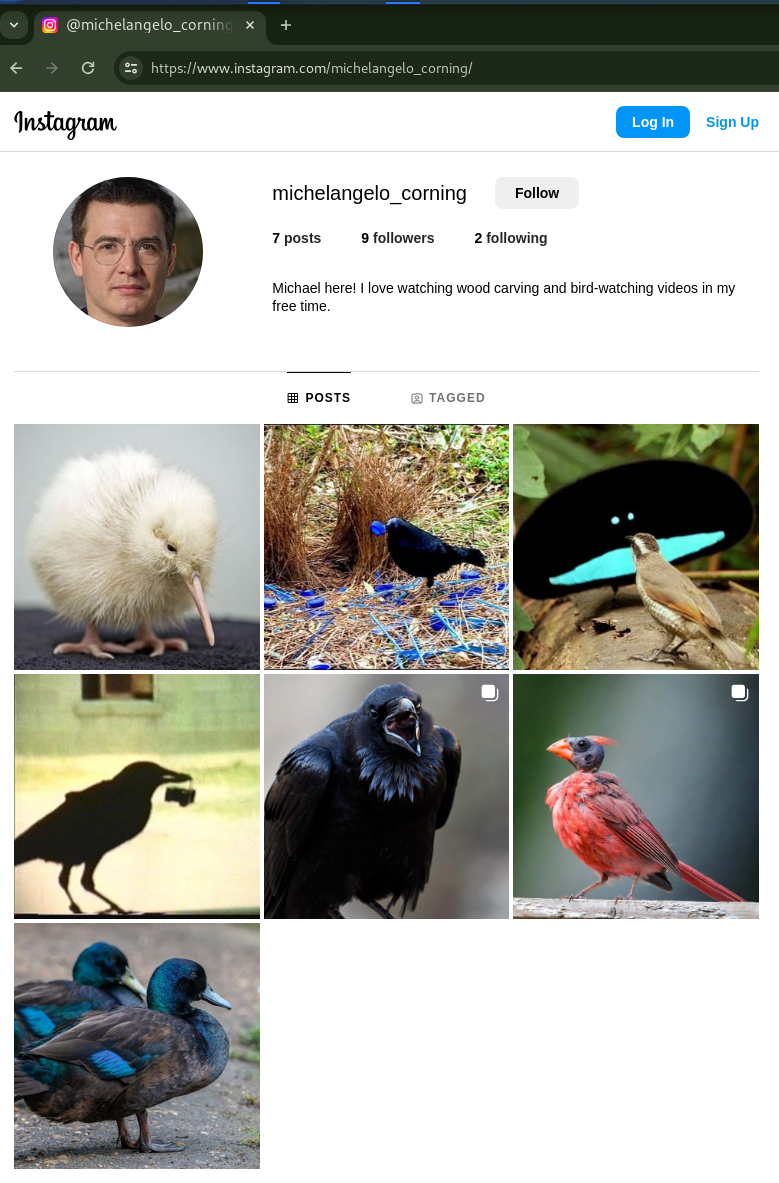 @michelangelo_corning
https://www.instagram.com/michelangelo_corning/
Instagram
Log In
Sign Up
michelangelo_corning
Follow
7 posts
9 followers
2 following
Michael here! I love watching wood carving and bird-watching videos in my
free time.
POSTS
TAGGED